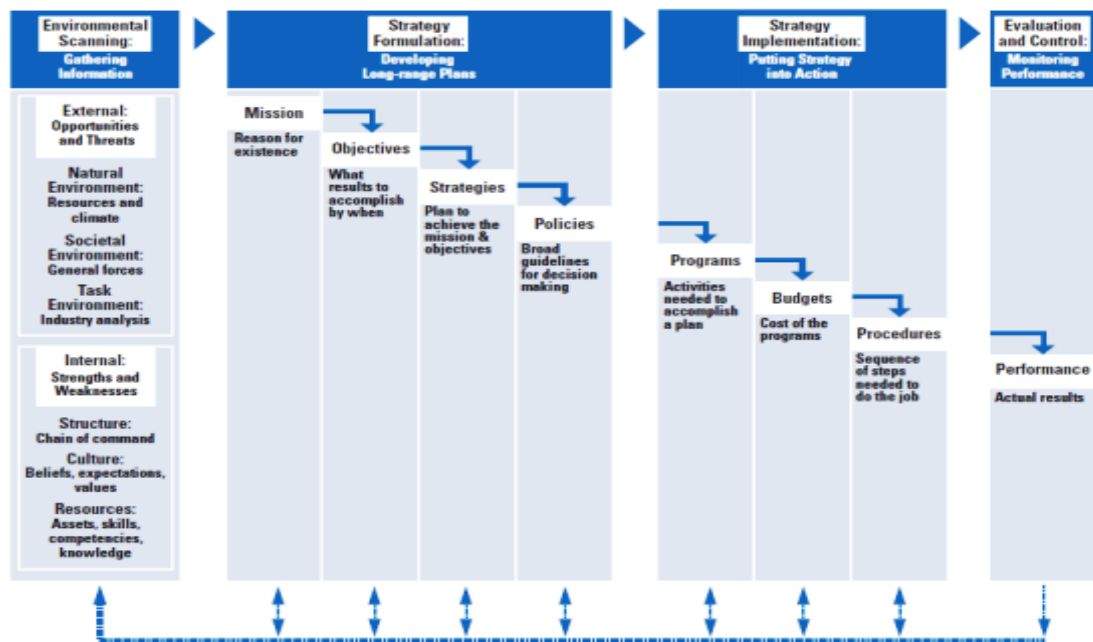 Environmental
Scanning:
Gathering
Information
Strategy
Formulation:
Developing
Long-range Plans
Strategy
Implementation:
Putting Strategy
into Action
Evaluation
and Control:
Monitoring
Performance
External:
Opportunities
and Threats
Natural
Environment:
Resources and
climate
Societal
Environment:
General forces
Task
Environment:
Industry analysis
Internal:
Strengths and
Weaknesses
Structure:
Chain of command
Culture:
Beliefs, expectations,
values
Resources:
Assets, skills,
competencies,
knowledge
Mission
Reason for
existence
Objectives
What
results to
accomplish
by when
Strategies
Plan to
achieve the
mission &
objectives
Policies
Broad
guidelines
for decision
making
Programs
Activities
needed to
accomplish
a plan
Budgets
Cost of the
programs
Procedures
Sequence
of steps
needed to
do the job
Performance
Actual results